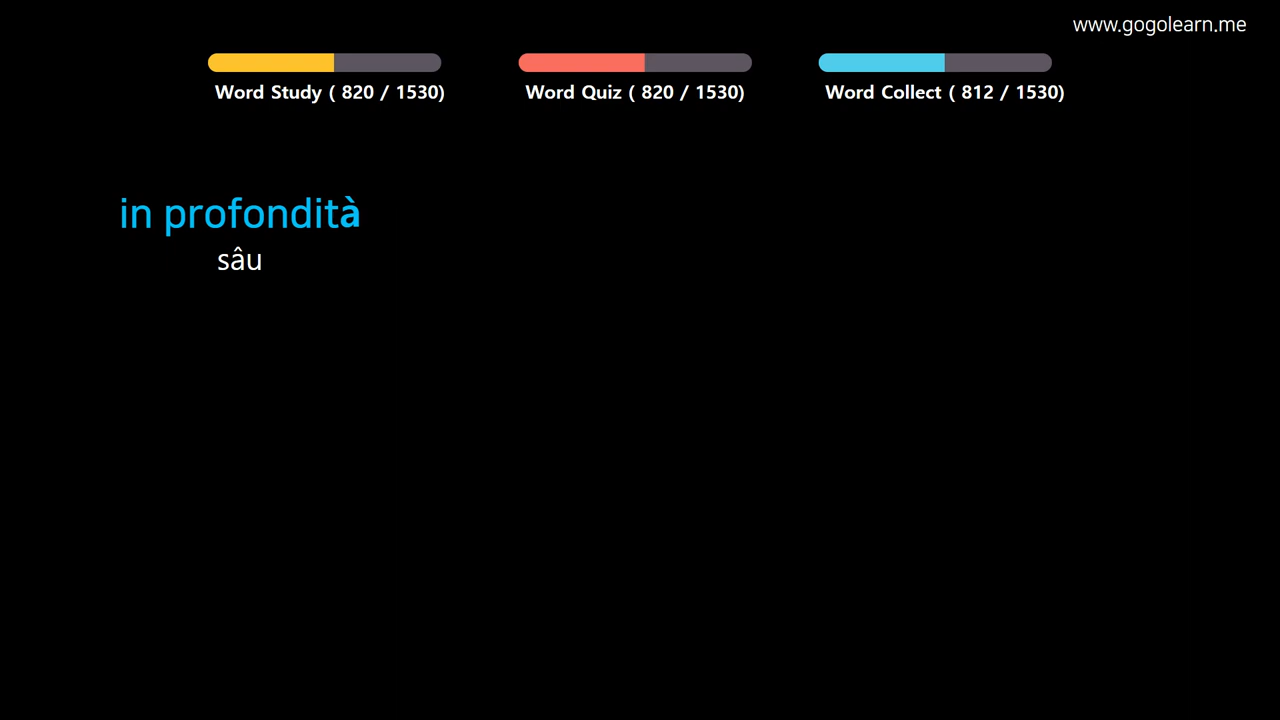 www.gogolearn.me
Word Study ( 820 / 1530)
Word Quiz ( 820 / 1530)
Word Collect ( 812 / 1530)
in profondità
sâu